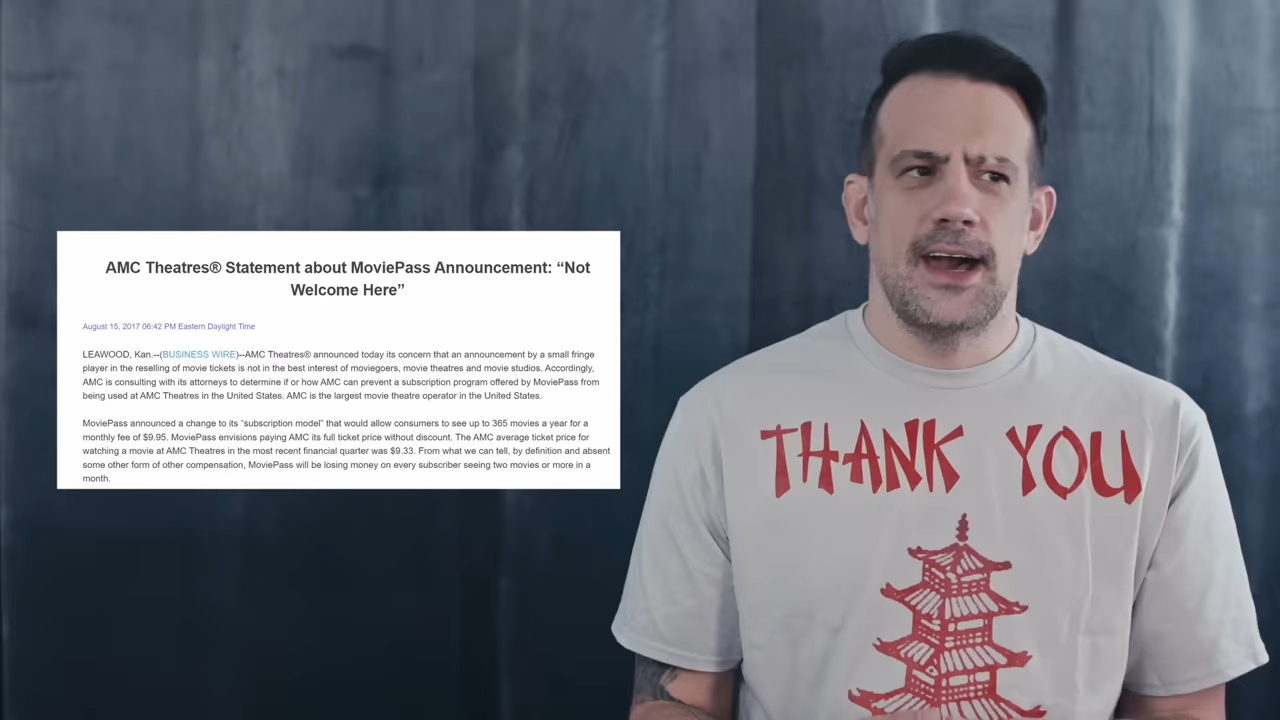 AMC Theatres® Statement about MoviePass Announcement: “Not
Welcome Here”
August 15, 2017 06:42 PM Eastern Daylight Time
LEAWOOD, Kan.--(BUSINESS WIRE)--AMC Theatres® announced today its concern that an announcement by a small fringe
player in the reselling of movie tickets is not in the best interest of moviegoers, movie theatres and movie studios. Accordingly,
AMC is consulting with its attorneys to determine if or how AMC can prevent a subscription program offered by MoviePass from
being used at AMC Theatres in the United States. AMC is the largest movie theatre operator in the United States.
MoviePass announced a change to its “subscription model” that would allow consumers to see up to 365 movies a year for a
monthly fee of $9.95. MoviePass envisions paying AMC its full ticket price without discount. The AMC average ticket price for
watching a movie at AMC Theatres in the most recent financial quarter was $9.33. From what we can tell, by definition and absent
some other form of other compensation, MoviePass will be losing money on every subscriber seeing two movies or more in a
month.
THANK YOU